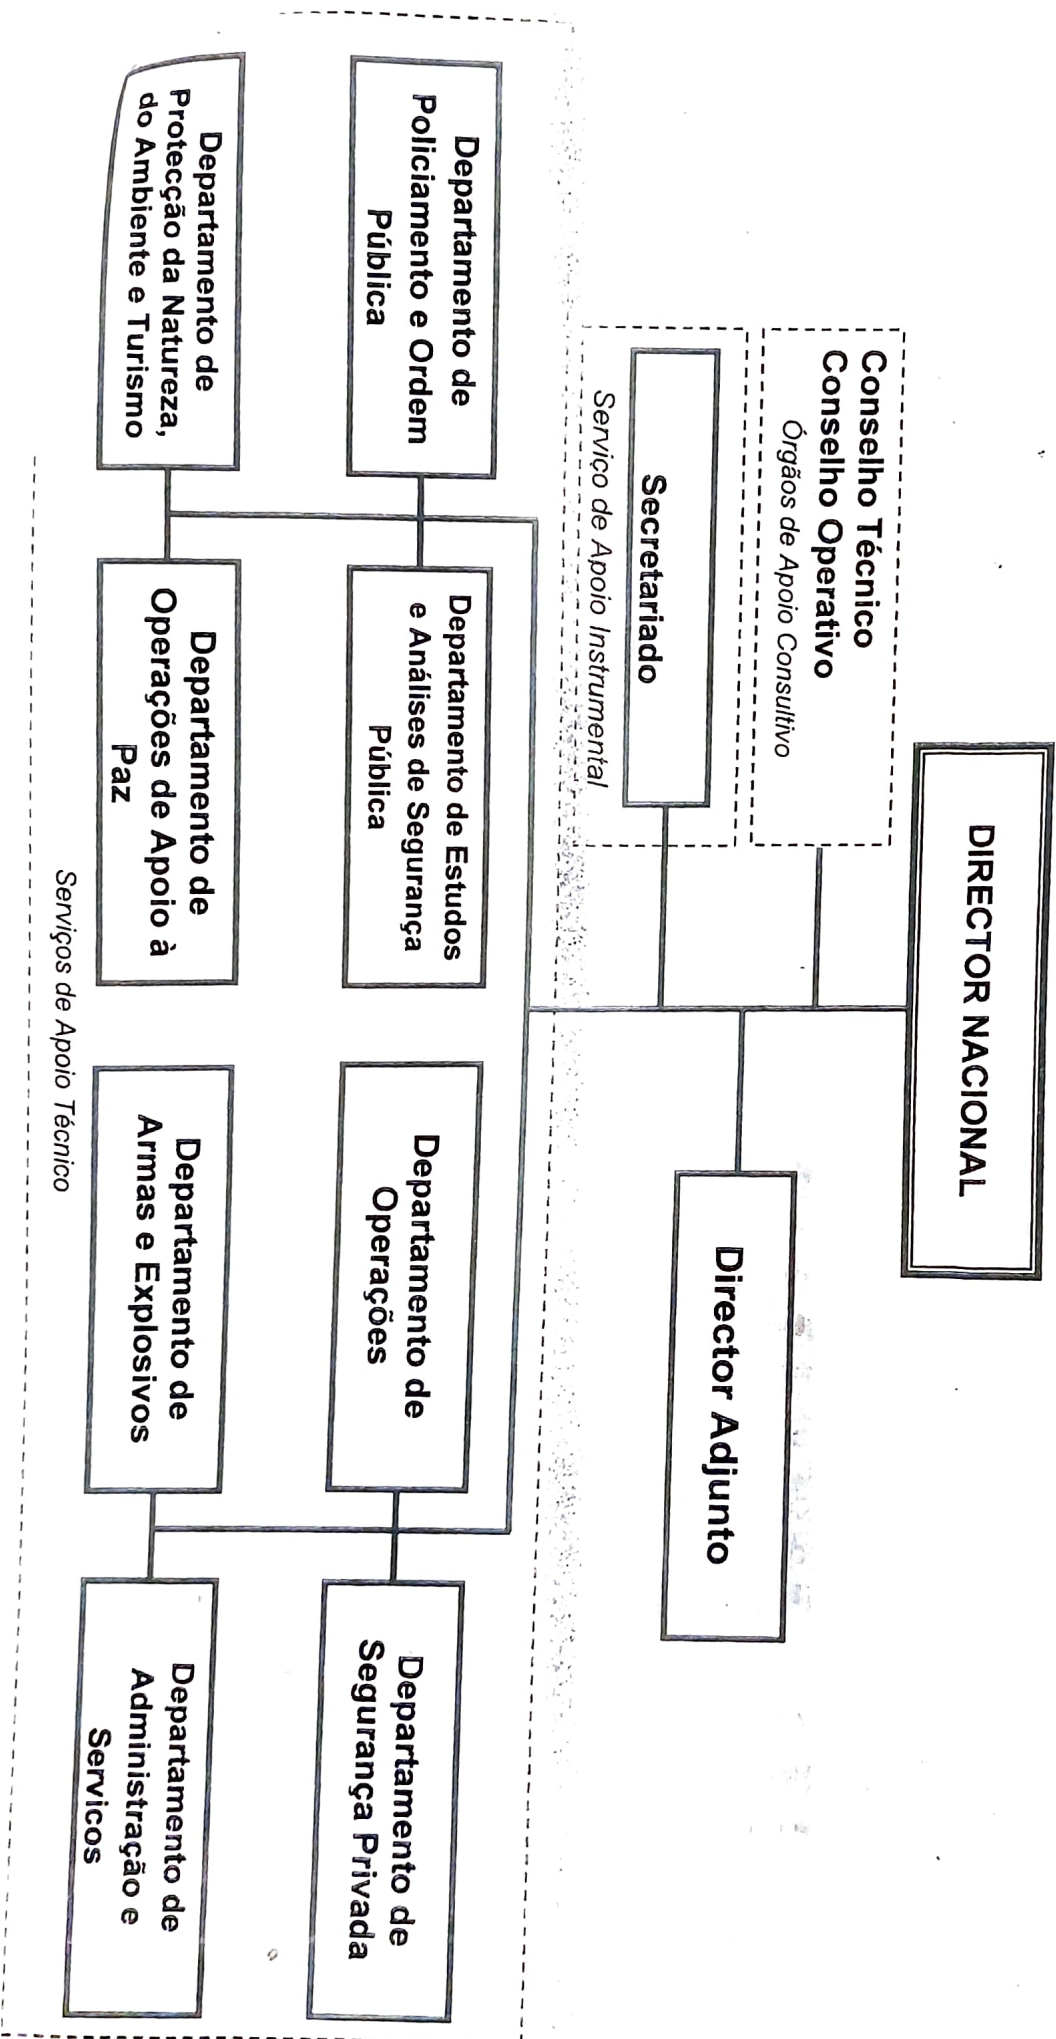 DIRECTOR NACIONAL
Conselho Técnico
Conselho Operativo
Órgãos de Apoio Consultivo
Director Adjunto
Secretariado
Serviço de Apoio Instrumental
Departamento de
Policiamento e Ordem
Pública
Departamento de Estudos
e Análises de Segurança
Pública
Departamento de
Operações
Departamento de
Segurança Privada
Departamento de
Protecção da Natureza,
do Ambiente e Turismo
Departamento de
Operações de Apoio à
Paz
Departamento de
Armas e Explosivos
Departamento de
Administração e
Servicos
Serviços de Apoio Técnico